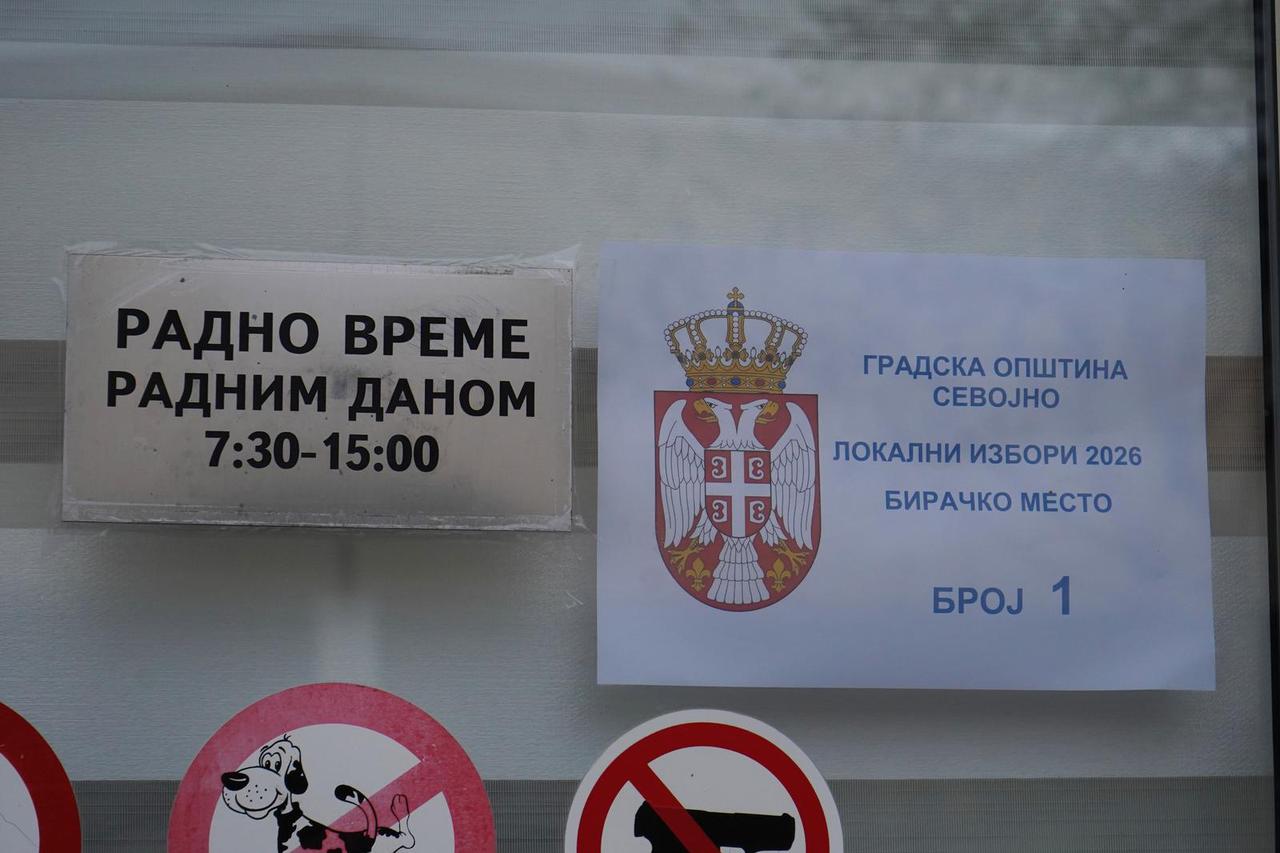 РАДНО ВРЕМЕ
РАДНИМ ДАНОМ
7:30-15:00
ГРАДСКА ОПШТИНА
СЕВОЈНО
ЛОКАЛНИ ИЗБОРИ 2026
БИРАЧКО МЕСТО
БРОЈ 1